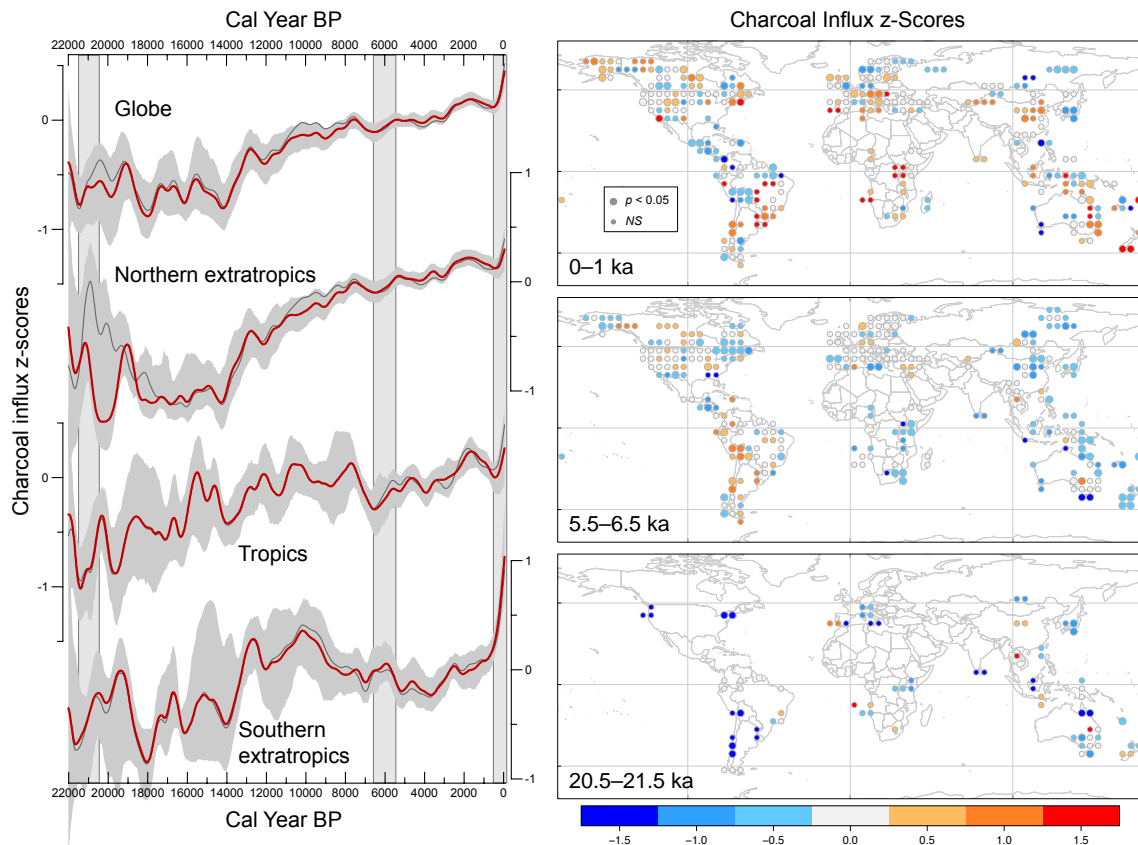 Cal Year BP
22000 20000 18000 16000 14000 12000 10000 8000 6000 4000 2000 0
0
-1
Globe
1
0
-1
Northern extratropics
0
-1
Tropics
1
0
-1
Southern
extratropics
Charcoal influx z-scores
22000 20000 18000 16000 14000 12000 10000 8000 6000 4000 2000 0
Cal Year BP
Charcoal Influx z-Scores
p < 0.05
NS
0–1 ka
5.5–6.5 ka
20.5–21.5 ka
−1.5 −1.0 −0.5 0.0 0.5 1.0 1.5